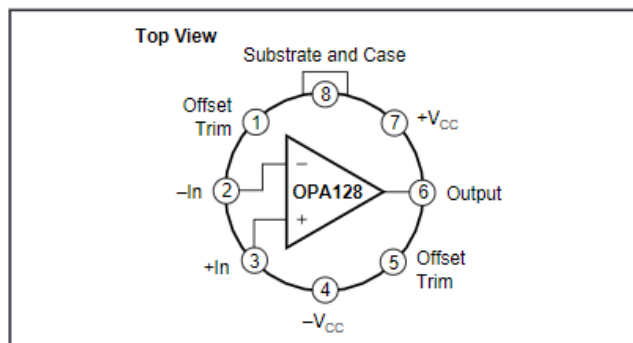 Top View
Substrate and Case
8
Offset
Trim
1
7
+VCC
–In
2
–
OPA128
6
Output
+
+In
3
5
Offset
Trim
4
–VCC